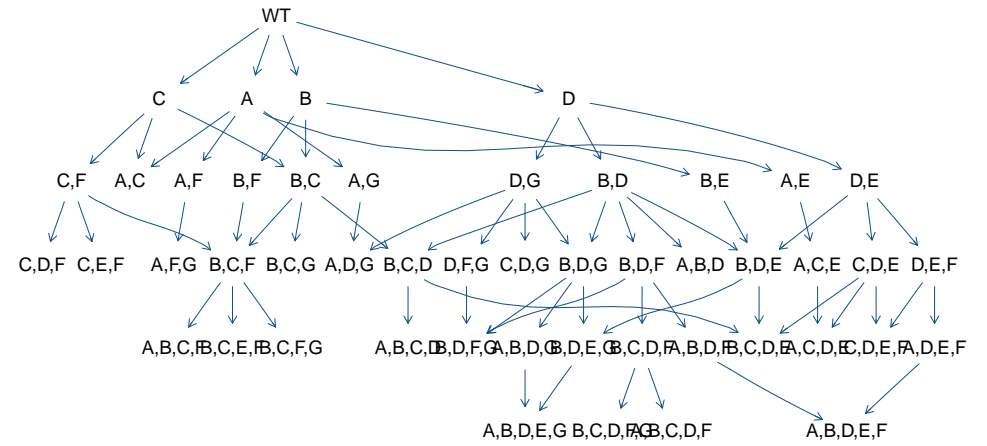 WT
C A B D
C,F A,C A,F B,F B,C A,G D,G B,D B,E A,E D,E
C,D,F C,E,F A,F,G B,C,F B,C,G A,D,G B,C,D D,F,G C,D,G B,D,G B,D,F A,B,D B,D,E A,C,E C,D,E D,E,F
A,B,C,F B,C,E,F B,C,F,G A,B,C,D B,D,F,G A,B,D,G B,D,E,G B,C,D,F A,B,D,F B,C,D,E A,C,D,E C,D,E,F A,D,E,F
A,B,D,E,G B,C,D,F,G A,B,C,D,F A,B,D,E,F